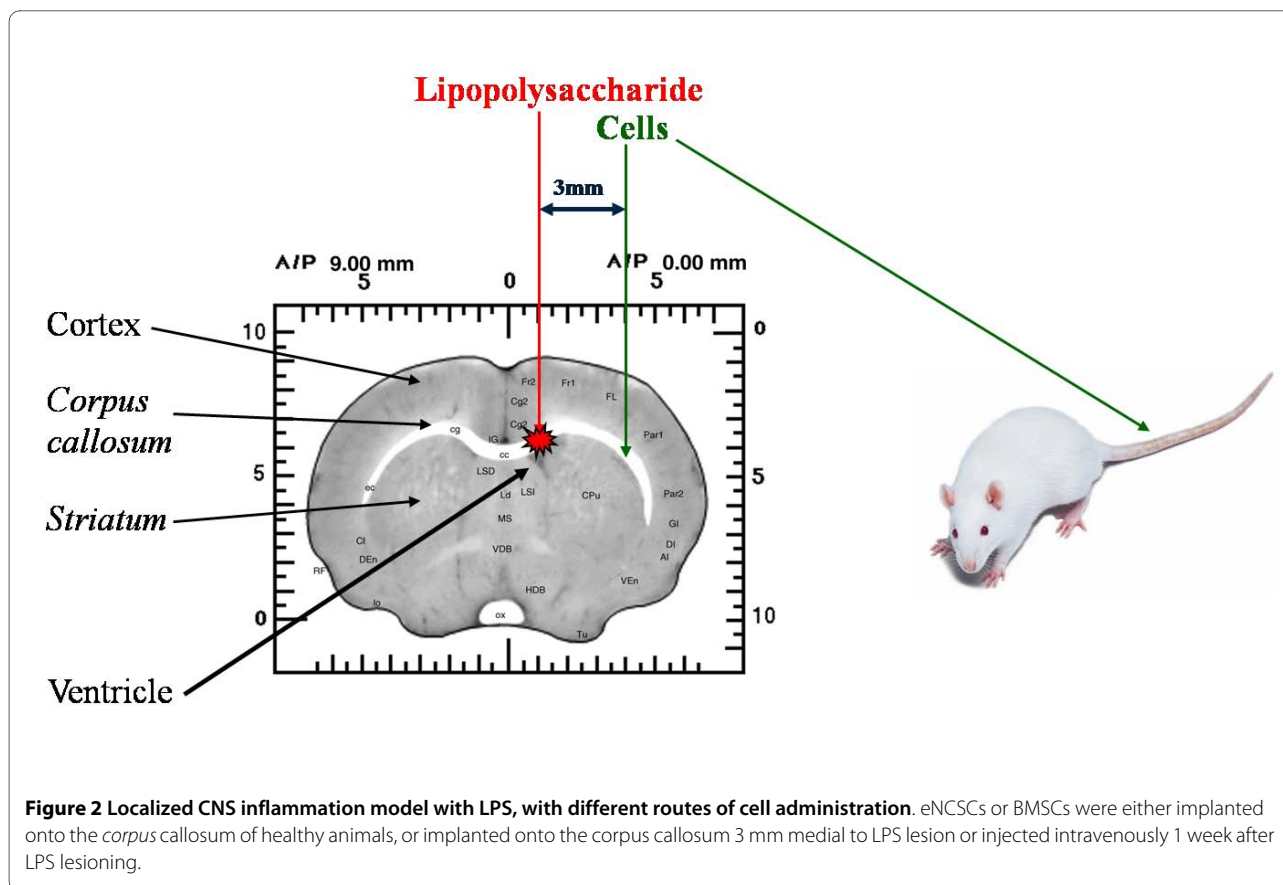 Lipopolysaccharide
Cells
3mm
A/P 9.00 mm A/P 0.00 mm
5 0 5
Cortex
Corpus
callosum
Striatum
Ventricle
10
5
0
0
5
10
Fr2 Fr1
FL
Cg2
Cg2
Par1
cg
IG
cc
LSD
ec
Ld
LSI
CPu
Par2
MS
GI
Cl
DI
VDB
AI
DEn
RF
VEn
HDB
lo
ox
Tu
Figure 2 Localized CNS inflammation model with LPS, with different routes of cell administration. eNCSCs or BMSCs were either implanted
onto the corpus callosum of healthy animals, or implanted onto the corpus callosum 3 mm medial to LPS lesion or injected intravenously 1 week after
LPS lesioning.